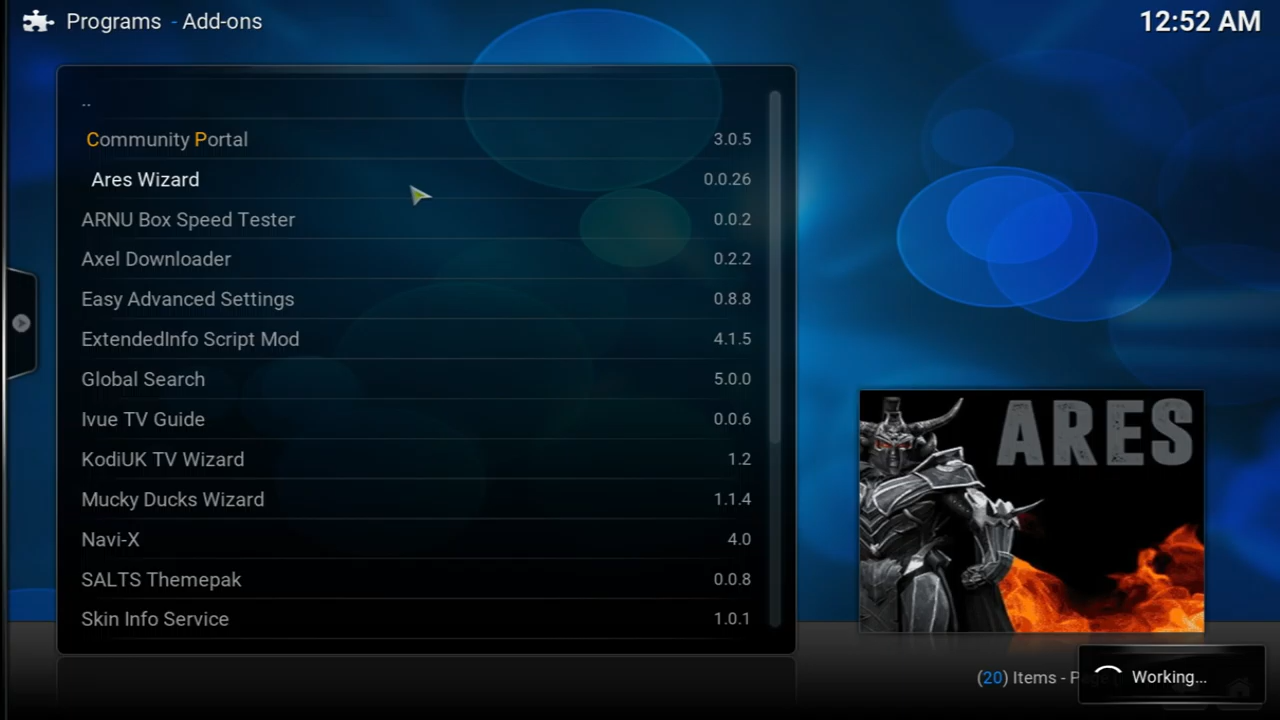 Programs - Add-ons
12:52 AM
..
Community Portal 3.0.5
Ares Wizard 0.0.26
ARNU Box Speed Tester 0.0.2
Axel Downloader 0.2.2
Easy Advanced Settings 0.8.8
ExtendedInfo Script Mod 4.1.5
Global Search 5.0.0
Ivue TV Guide 0.0.6
KodiUK TV Wizard 1.2
Mucky Ducks Wizard 1.1.4
Navi-X 4.0
SALTS Themepak 0.0.8
Skin Info Service 1.0.1
ARES
(20) Items -
Working...